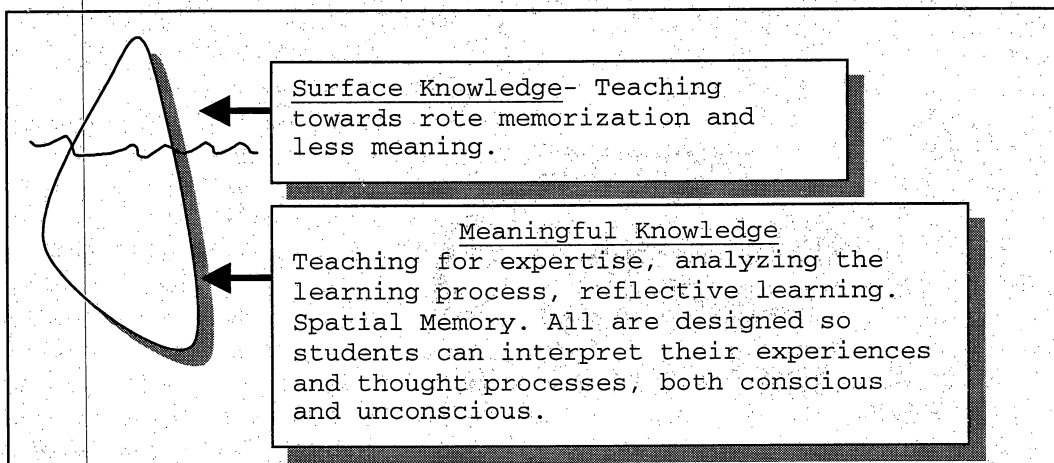 Surface Knowledge- Teaching
towards rote memorization and
less meaning.
Meaningful Knowledge
Teaching for expertise, analyzing the
learning process, reflective learning.
Spatial Memory. All are designed so
students can interpret their experiences
and thought processes, both conscious
and unconscious.